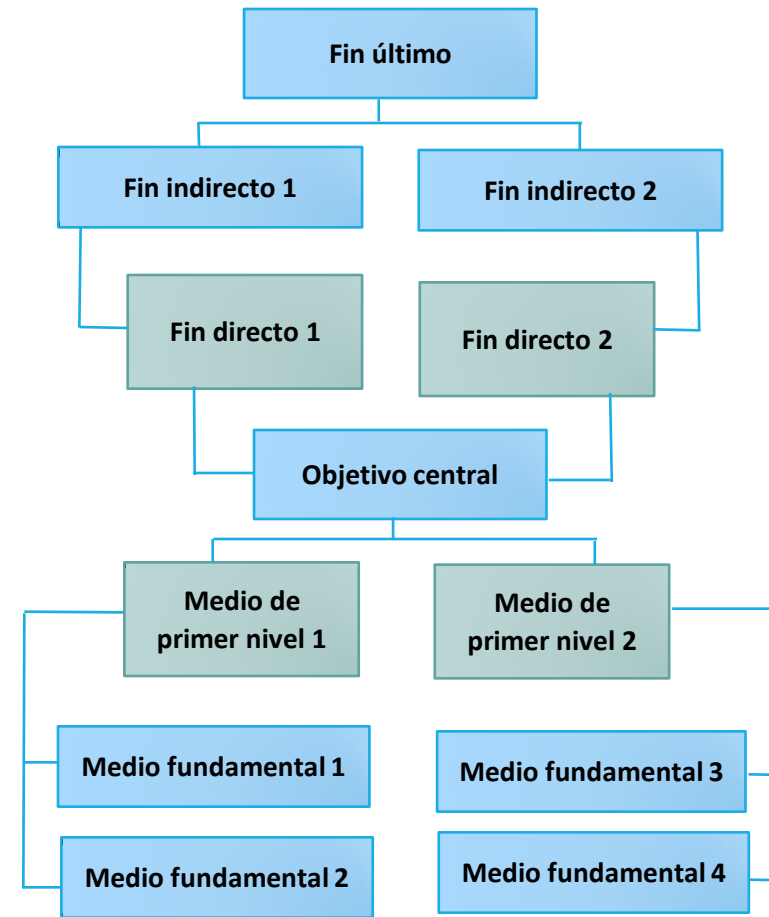 Fin último
Fin indirecto 1
Fin indirecto 2
Fin directo 1
Fin directo 2
Objetivo central
Medio de
primer nivel 1
Medio de
primer nivel 2
Medio fundamental 1
Medio fundamental 3
Medio fundamental 2
Medio fundamental 4